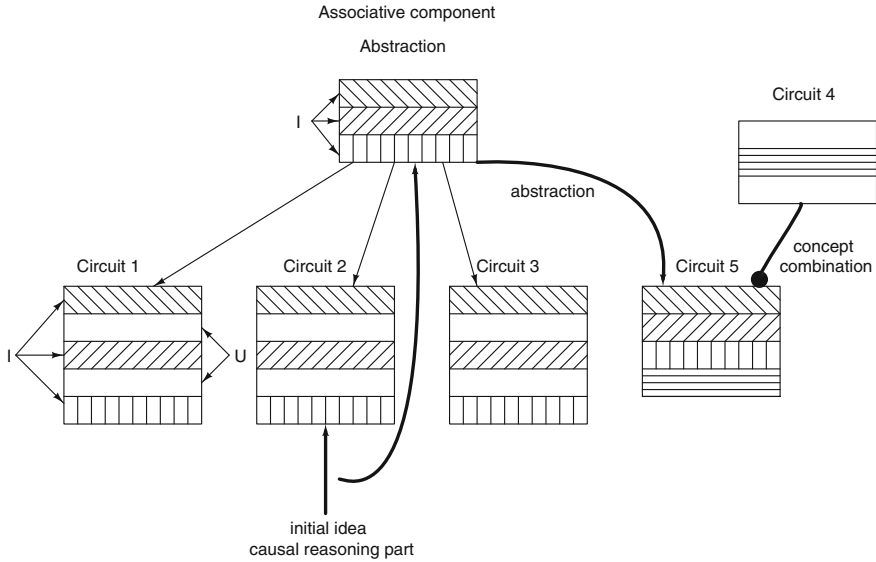 Associative component
Abstraction
Circuit 4
I
abstraction
concept
combination
Circuit 1
Circuit 2
Circuit 3
Circuit 5
I
U
initial idea
causal reasoning part